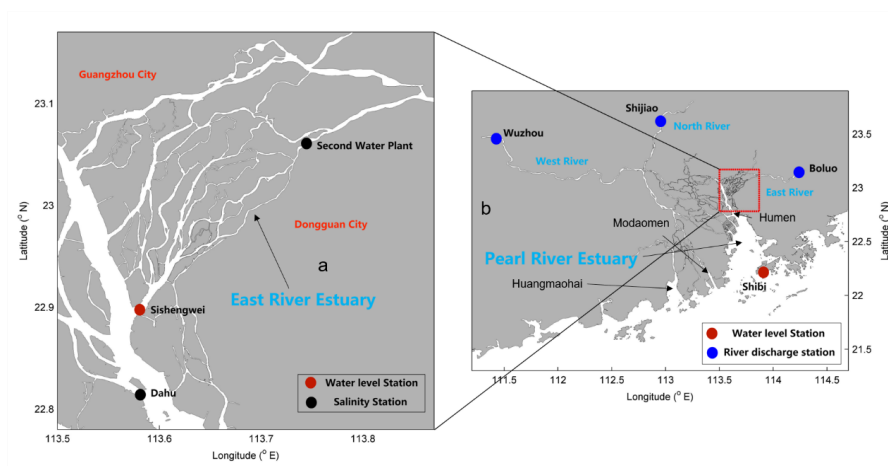 Guangzhou City
Second Water Plant
Dongguan City
a
East River Estuary
Sishengwei
Dahu
Water level Station
Salinity Station
23.1
23
22.9
22.8
Latitude (° N)
113.5
113.6
113.7
113.8
Longitude (° E)
Shijiao
North River
Wuzhou
West River
Boluo
East River
b
Humen
Modaomen
Pearl River Estuary
Huangmaohai
Shibi
Water level Station
River discharge station
23.5
23
22.5
22
21.5
Latitude (° N)
111.5
112
112.5
113
113.5
114
114.5
Longitude (° E)